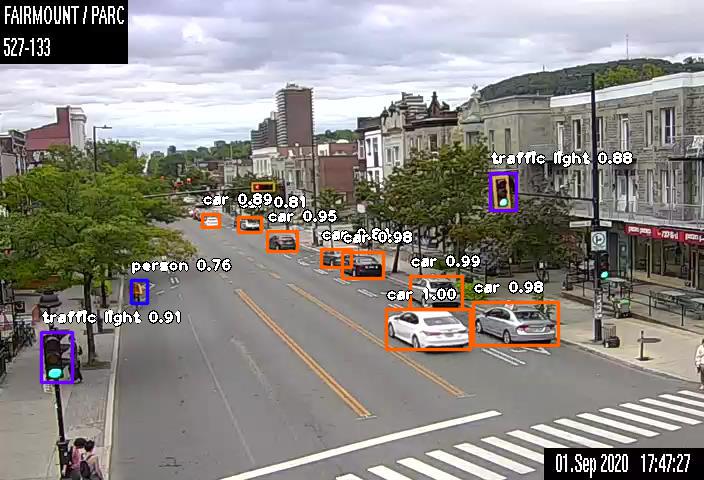 FAIRMOUNT / PARC
527-133
traffic light 0.88
car 0.89
0.81
car 0.95
car 0.98
person 0.76
car 0.99
car 0.98
car 1.00
traffic light 0.91
01.Sep 2020 17:47:27